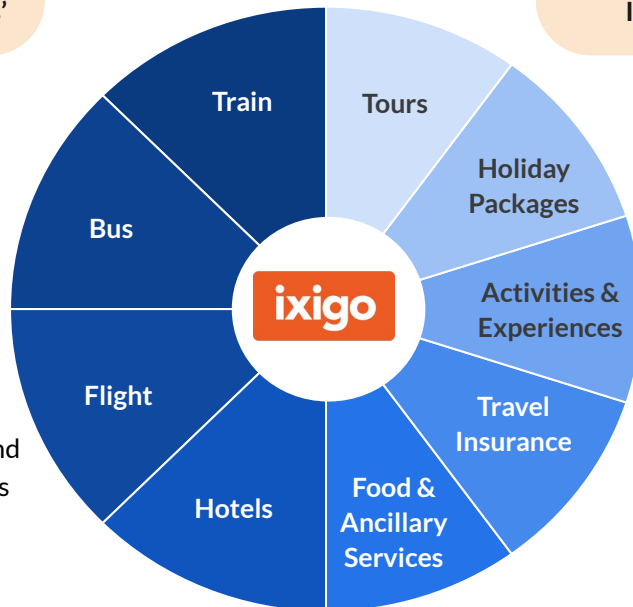 Train
Tours
Holiday
Packages
Bus
Activities &
Experiences
ixigo
Flight
Travel
Insurance
Hotels
Food &
Ancillary
Services